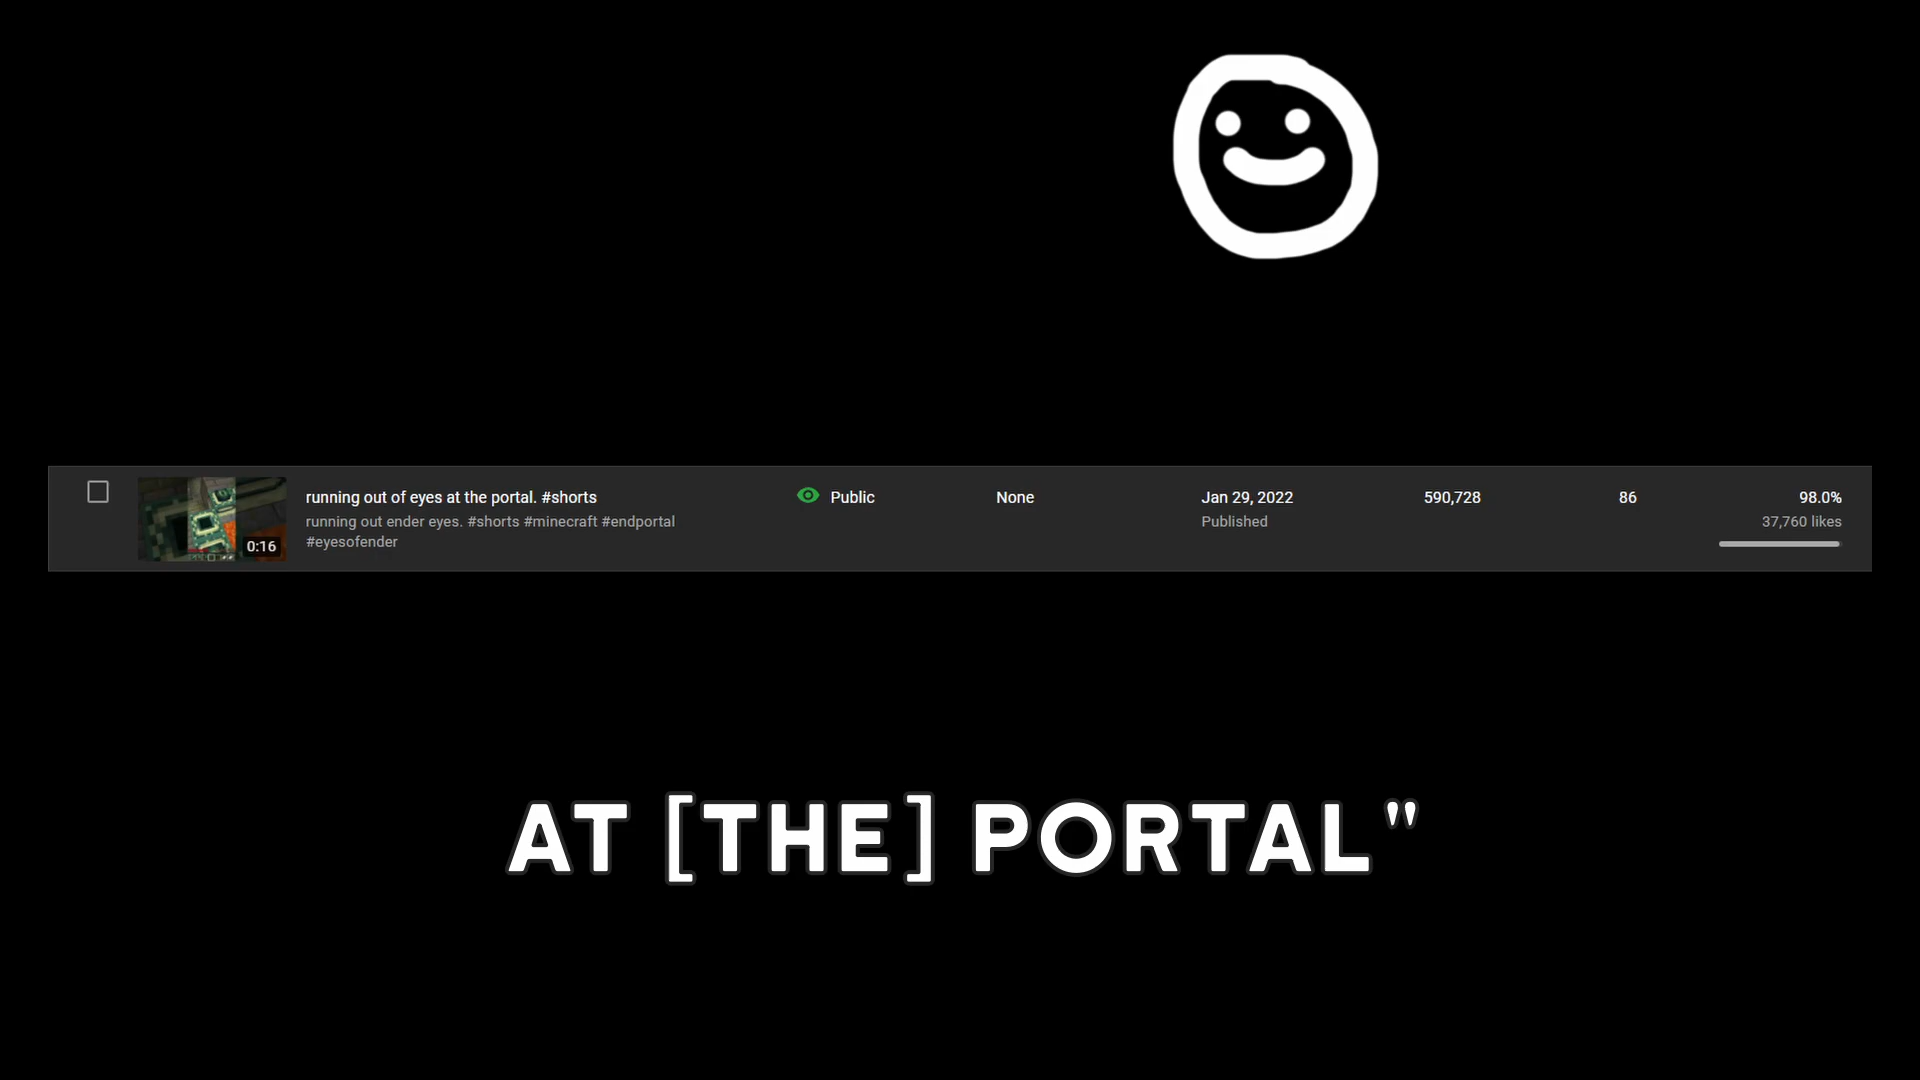 running out of eyes at the portal. #shorts
running out ender eyes. #shorts #minecraft #endportal
#eyesofender
0:16
Public
None
Jan 29, 2022
Published
590,728
86
98.0%
37,760 likes
AT [THE] PORTAL"